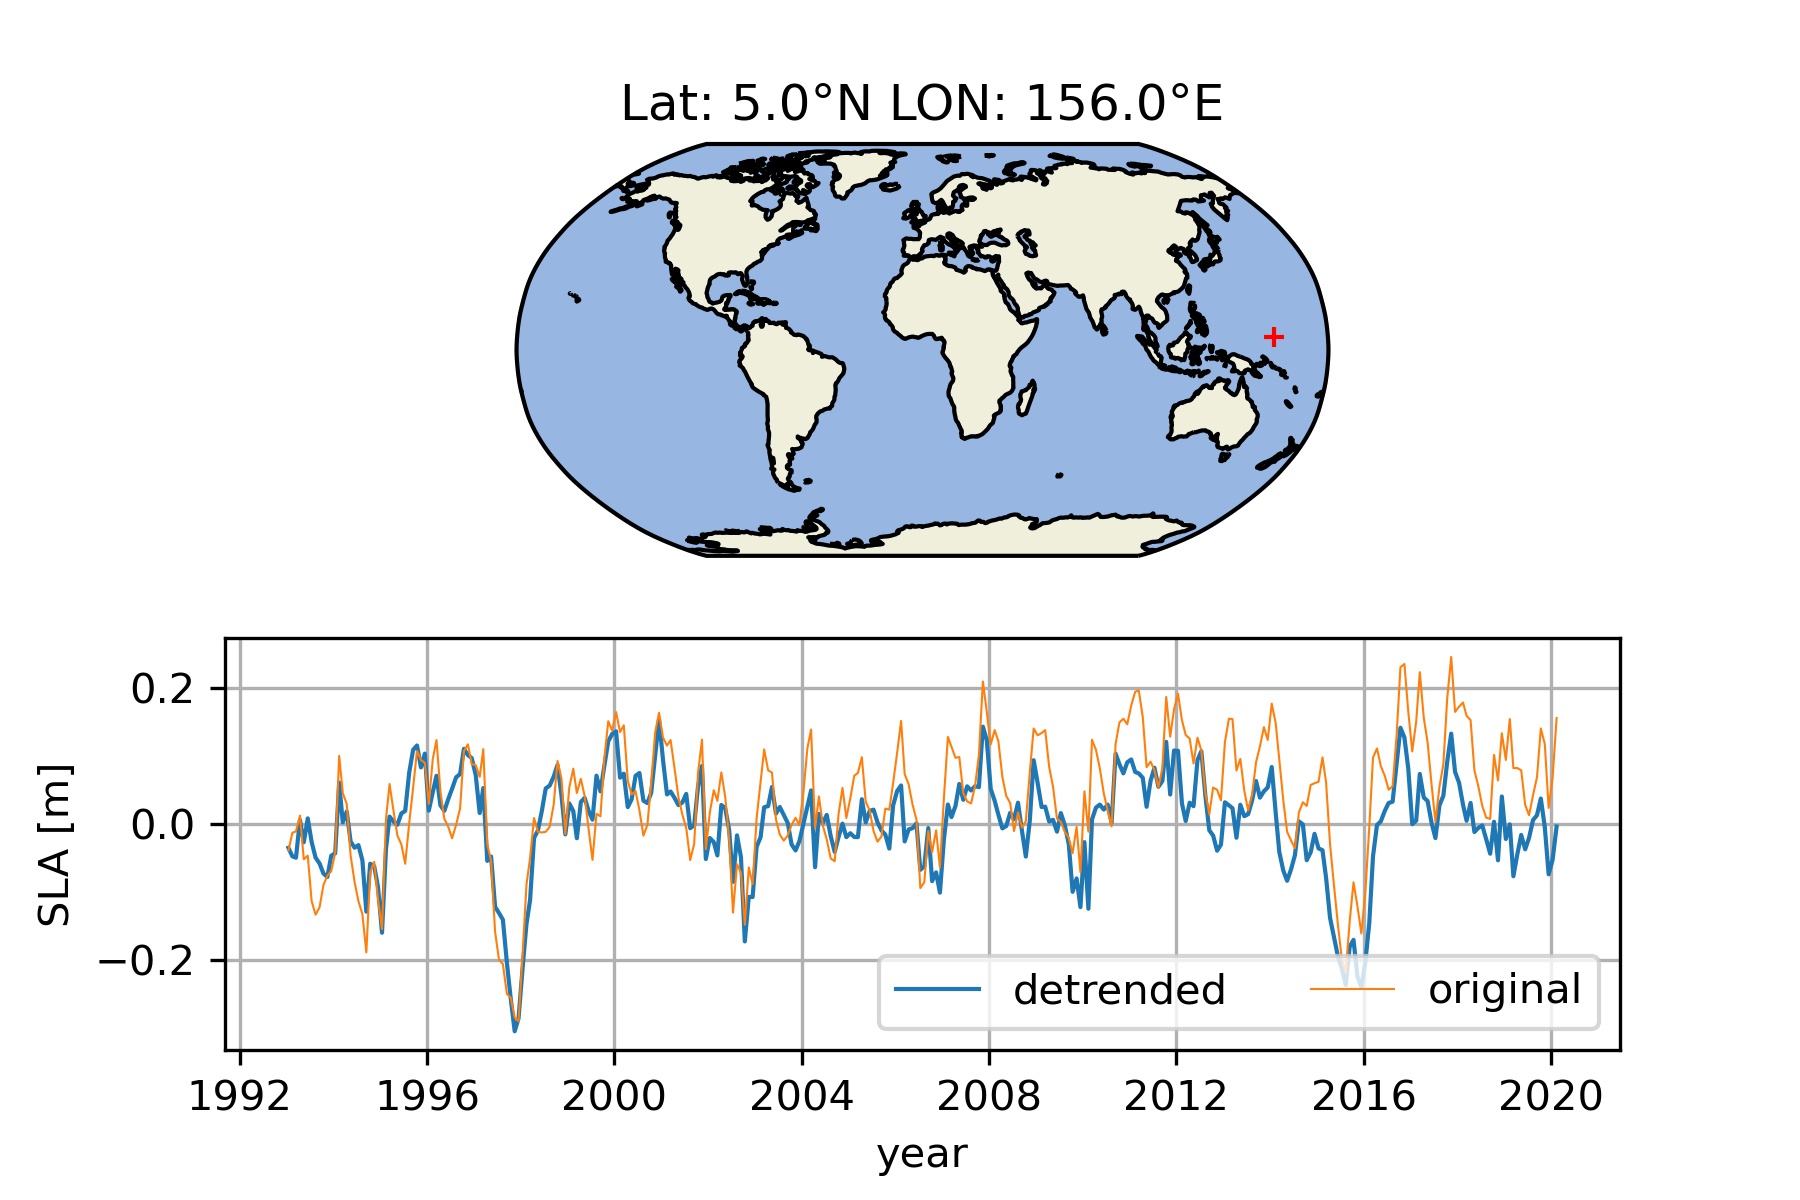 Lat: 5.0°N LON: 156.0°E
0.2
0.0
−0.2
SLA [m]
detrended original
1992 1996 2000 2004 2008 2012 2016 2020
year